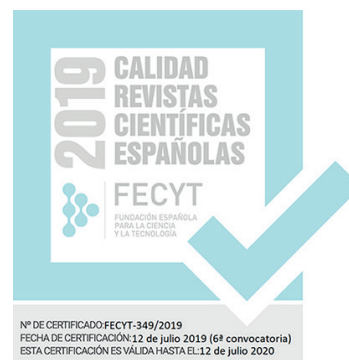 2019
CALIDAD
REVISTAS
CIENTÍFICAS
ESPAÑOLAS
FECYT
FUNDACIÓN ESPAÑOLA
PARA LA CIENCIA
Y LA TECNOLOGÍA
Nº DE CERTIFICADO:FECYT-349/2019
FECHA DE CERTIFICACIÓN:12 de julio 2019 (6ª convocatoria)
ESTA CERTIFICACIÓN ES VÁLIDA HASTA EL:12 de julio 2020